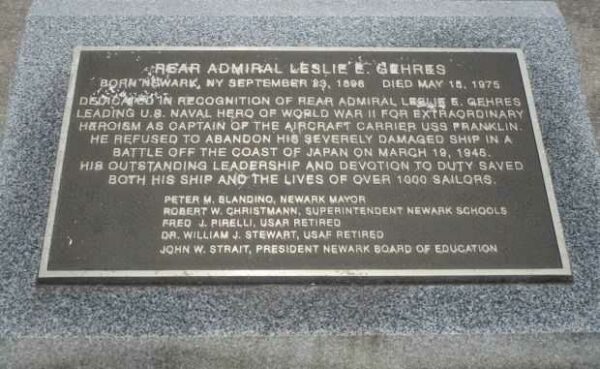 REAR ADMIRAL LESLIE E. GEHRES
BORN NEWARK, NY SEPTEMBER 23, 1898 DIED MAY 15, 1975
DEDICATED IN RECOGNITION OF REAR ADMIRAL LESLIE E. GEHRES
LEADING U.S. NAVAL HERO OF WORLD WAR II FOR EXTRAORDINARY
HEROISM AS CAPTAIN OF THE AIRCRAFT CARRIER USS FRANKLIN.
HE REFUSED TO ABANDON HIS SEVERELY DAMAGED SHIP IN A
BATTLE OFF THE COAST OF JAPAN ON MARCH 19, 1945.
HIS OUTSTANDING LEADERSHIP AND DEVOTION TO DUTY SAVED
BOTH HIS SHIP AND THE LIVES OF OVER 1000 SAILORS.
PETER M. BLANDINO, NEWARK MAYOR
ROBERT W. CHRISTMANN, SUPERINTENDENT NEWARK SCHOOLS
FRED J. PIRELLI, USAR RETIRED
DR. WILLIAM J. STEWART, USAF RETIRED
JOHN W. STRAIT, PRESIDENT NEWARK BOARD OF EDUCATION